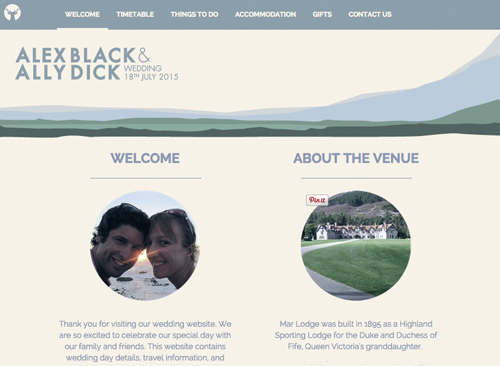 WELCOME TIMETABLE THINGS TO DO ACCOMMODATION GIFTS CONTACT US
ALEX BLACK &
ALLY DICK WEDDING
18TH JULY 2015
WELCOME
Thank you for visiting our wedding website. We
are so excited to celebrate our special day with
our family and friends. This website contains
wedding day details, travel information, and
ABOUT THE VENUE
Pin it
Mar Lodge was built in 1895 as a Highland
Sporting Lodge for the Duke and Duchess of
Fife, Queen Victoria's granddaughter.